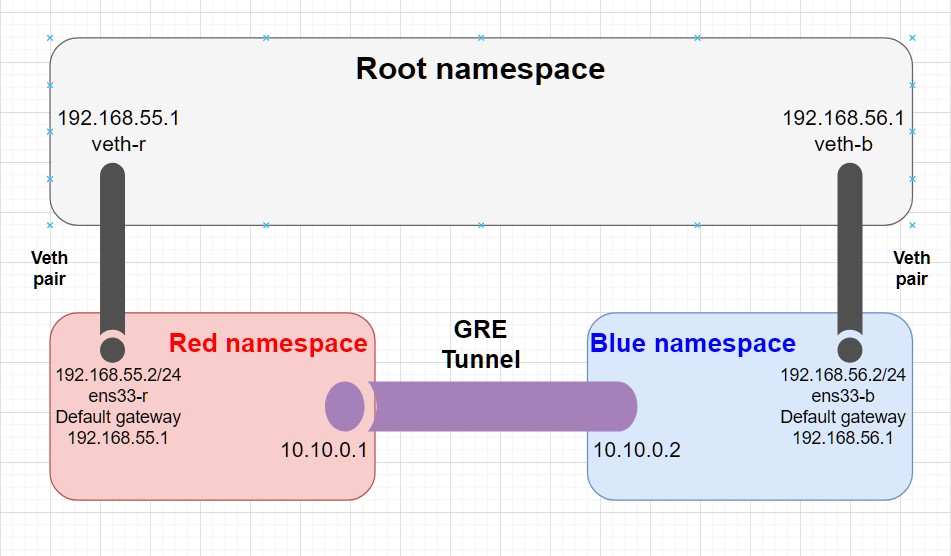 Root namespace
192.168.55.1
veth-r
192.168.56.1
veth-b
Veth
pair
Veth
pair
Red namespace
192.168.55.2/24
ens33-r
Default gateway
192.168.55.1
10.10.0.1
GRE
Tunnel
Blue namespace
192.168.56.2/24
ens33-b
Default gateway
192.168.56.1
10.10.0.2